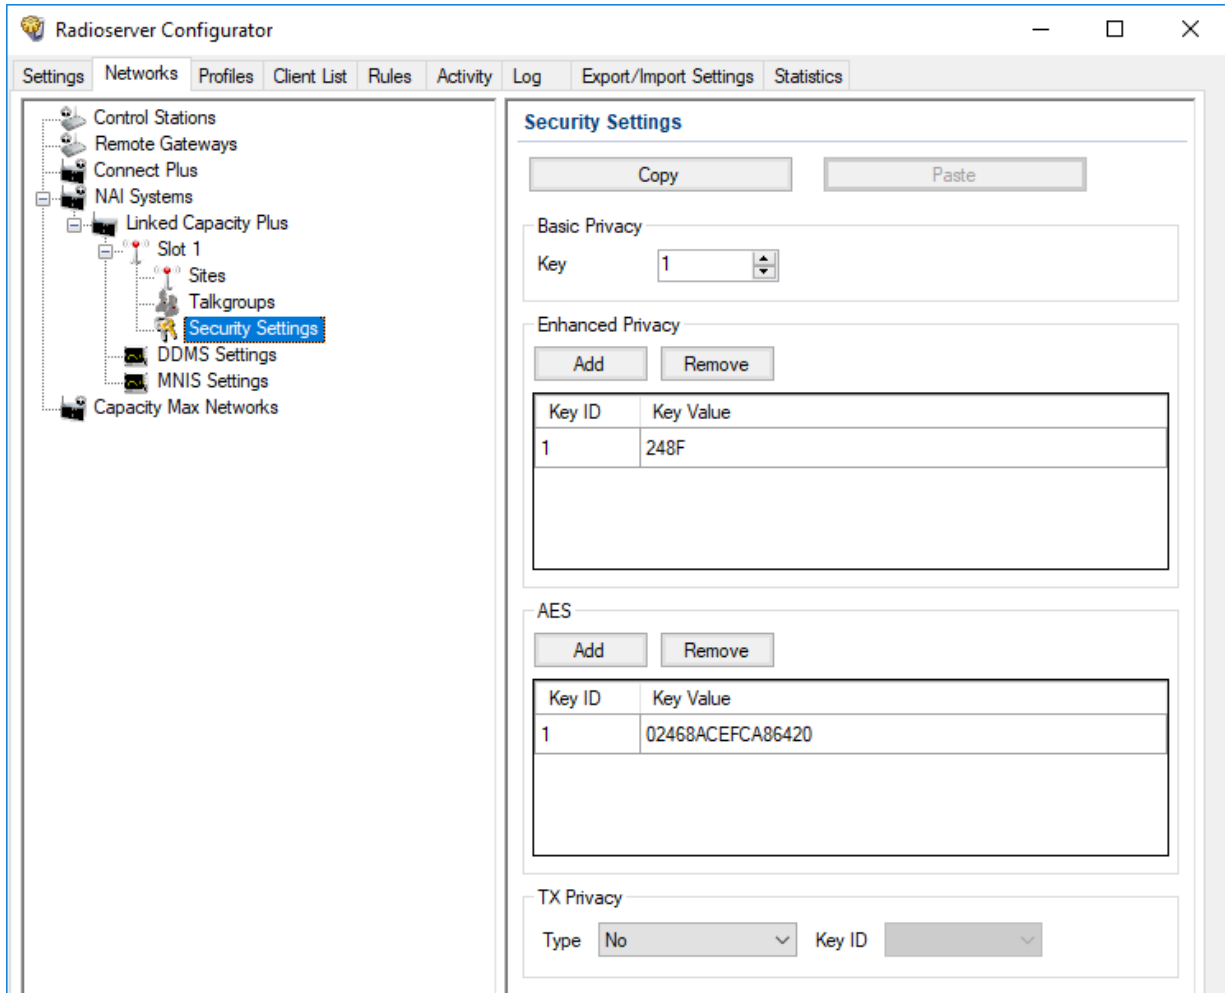 Radioserver Configurator
Settings Networks Profiles Client List Rules Activity Log Export/Import Settings Statistics
Control Stations
Remote Gateways
Connect Plus
NAI Systems
Linked Capacity Plus
Slot 1
Sites
Talkgroups
Security Settings
DDMS Settings
MNIS Settings
Capacity Max Networks
Security Settings
Copy Paste
Basic Privacy
Key 1
Enhanced Privacy
Add Remove
Key ID Key Value
1 248F
AES
Add Remove
Key ID Key Value
1 02468ACEFCA86420
TX Privacy
Type No Key ID